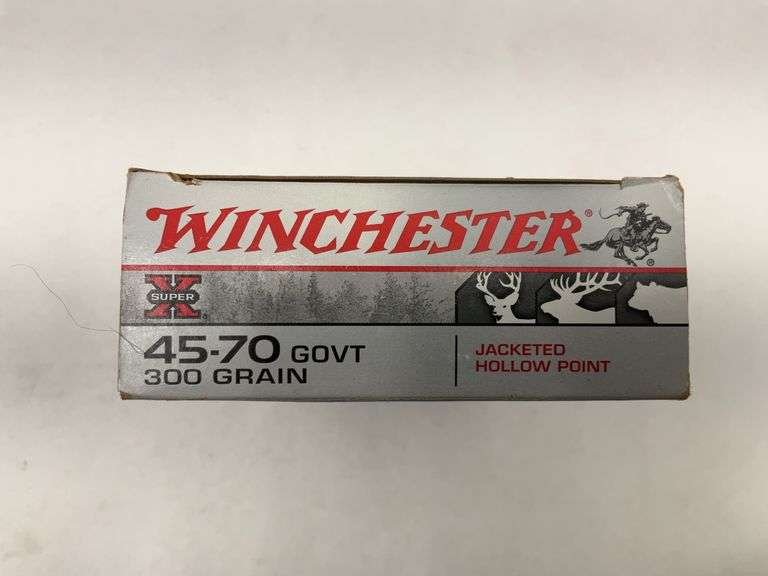 WINCHESTER®
SUPER X
®
45-70 GOVT
300 GRAIN
JACKETED
HOLLOW POINT